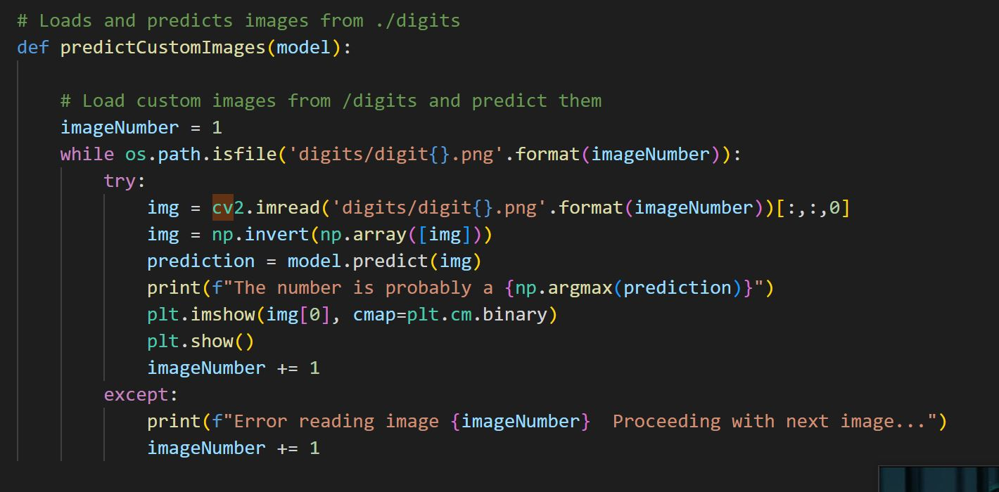 # Loads and predicts images from ./digits
def predictCustomImages(model):
    # Load custom images from /digits and predict them
    imageNumber = 1
    while os.path.isfile('digits/digit{}.png'.format(imageNumber)):
        try:
            img = cv2.imread('digits/digit{}.png'.format(imageNumber))[:,:,0]
            img = np.invert(np.array([img]))
            prediction = model.predict(img)
            print(f"The number is probably a {np.argmax(prediction)}")
            plt.imshow(img[0], cmap=plt.cm.binary)
            plt.show()
            imageNumber += 1
        except:
            print(f"Error reading image {imageNumber}  Proceeding with next image...")
            imageNumber += 1